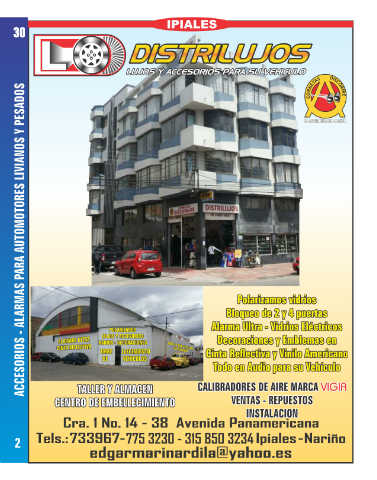 30
IPIALES
DISTRILUJOS
LUJOS Y ACCESORIOS PARA SU VEHICULO
ACCESORIOS - ALARMAS PARA AUTOMOTORES LIVIANOS Y PESADOS
DISTRILUJOS
Polarizamos vidrios
Bloqueo de 2 y 4 puertas
Alarma Ultra - Vidrios Eléctricos
Decoraciones y Emblemas en
Cinta Reflectiva y Vinilo Americano
Todo en Audio para su Vehículo
TALLER Y ALMACEN
CENTRO DE EMBELLECIMIENTO
CALIBRADORES DE AIRE MARCA VIGIA
VENTAS - REPUESTOS
INSTALACION
2
Cra. 1 No. 14 - 38 Avenida Panamericana
Tels.: 733967-775 3230 - 315 850 3234 Ipiales-Nariño
edgarmarinardila@yahoo.es